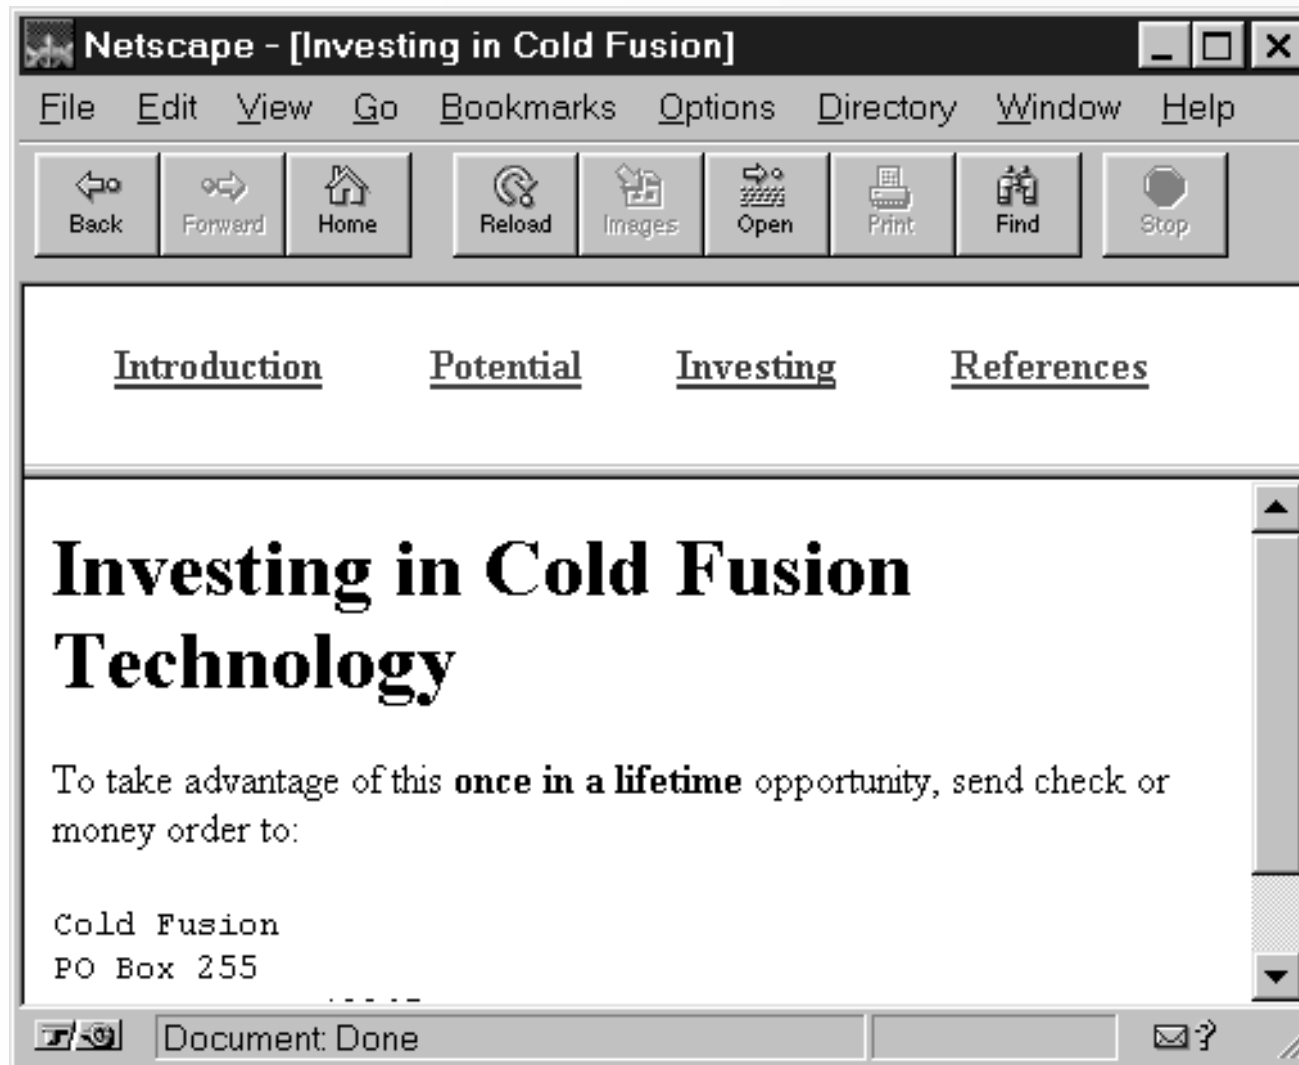 Netscape - [Investing in Cold Fusion]
File Edit View Go Bookmarks Options Directory Window Help
Back Forward Home Reload Images Open Print Find Stop
Introduction Potential Investing References
Investing in Cold Fusion
Technology
To take advantage of this once in a lifetime opportunity, send check or
money order to:
Cold Fusion
PO Box 255
Document: Done